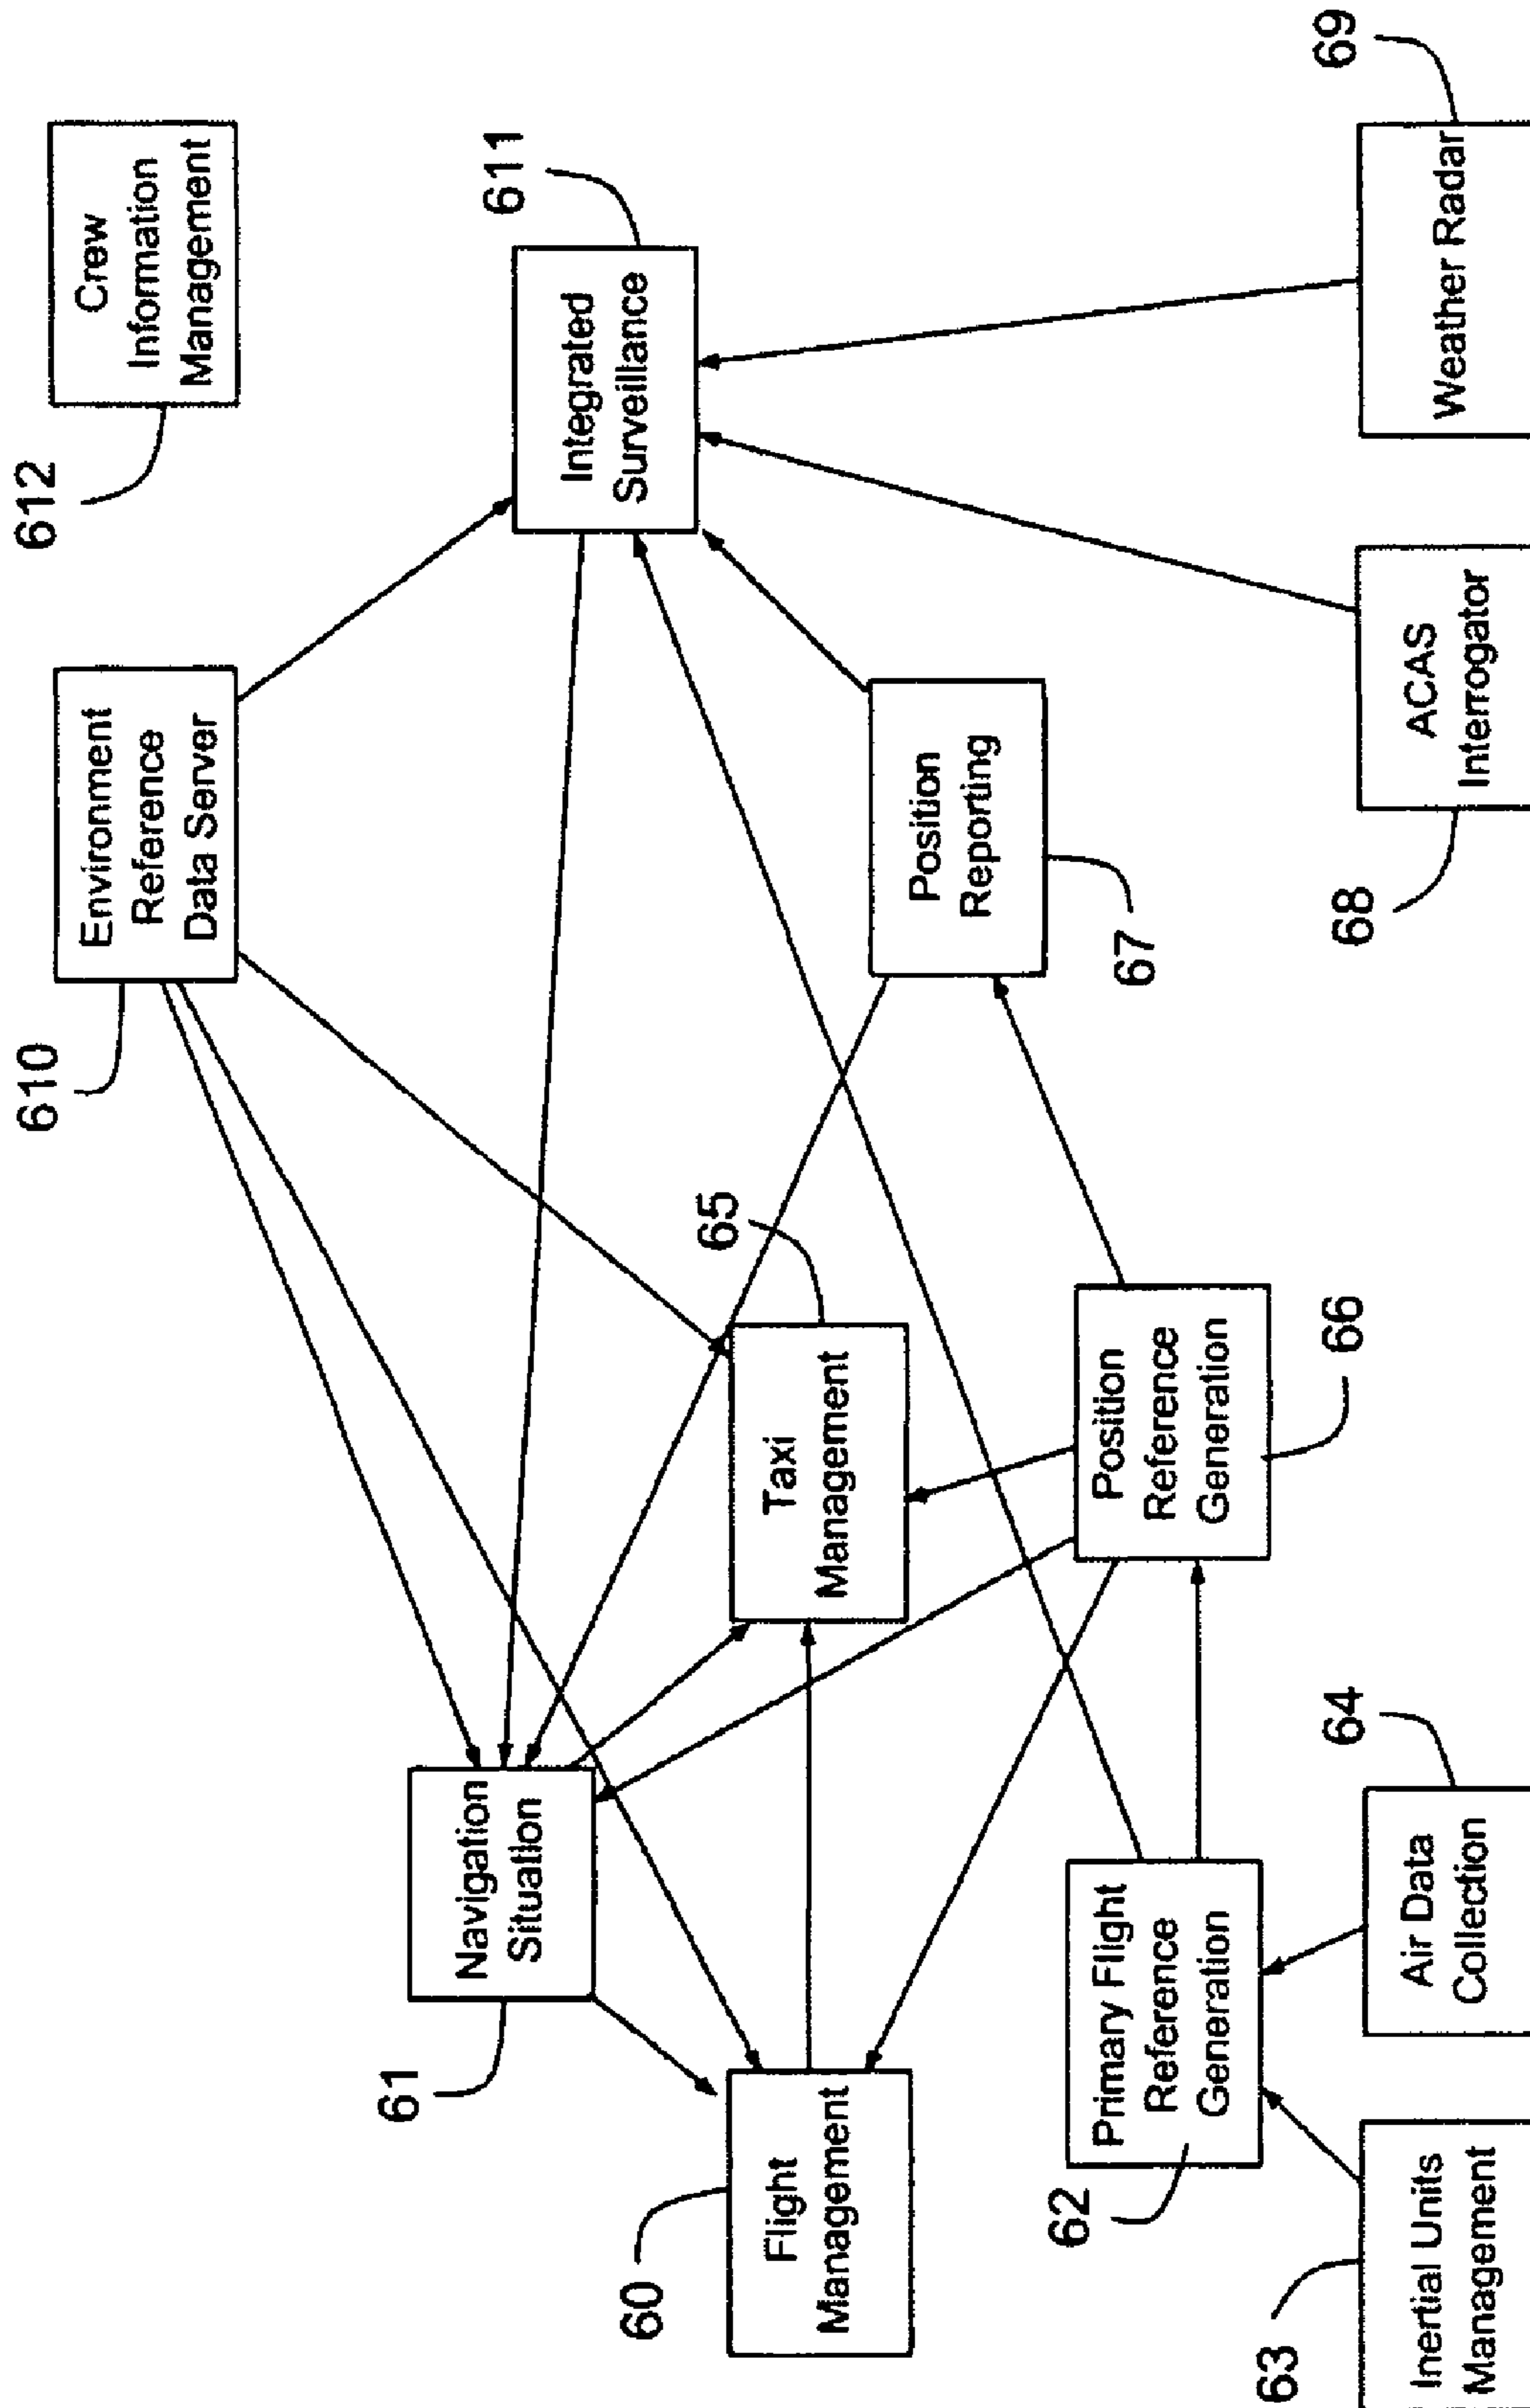 612
Crew
Information
Management
610
Environment
Reference
Data Server
611
Integrated
Surveillance
61
Navigation
Situation
65
Taxi
Management
60
Flight
Management
67
Position
Reporting
62
Primary Flight
Reference
Generation
66
Position
Reference
Generation
63
Inertial Units
Management
64
Air Data
Collection
68
ACAS
Interrogator
69
Weather Radar